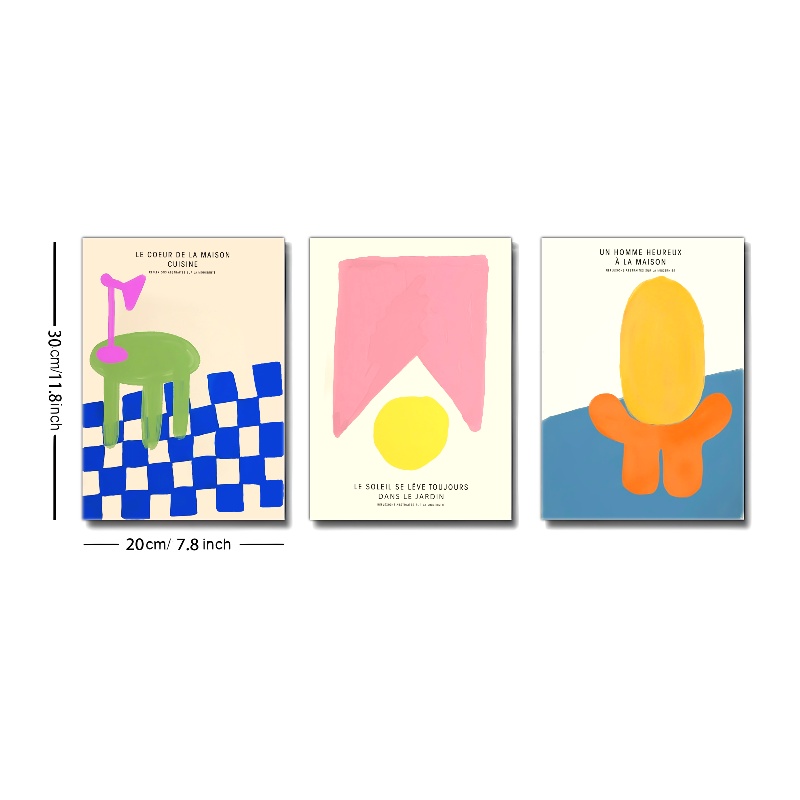 LE COEUR DE LA MAISON
CUISINE
LE SOLEIL SE LÈVE TOUJOURS
DANS LE JARDIN
UN HOMME HEUREUX
À LA MAISON
30cm/11.8inch
20cm/ 7.8 inch